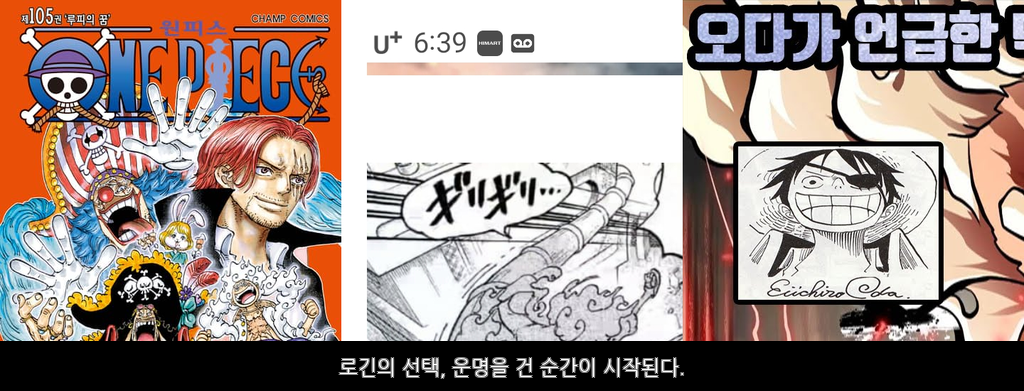 제105권 '루피의 꿈'
CHAMP COMICS
원피스
ONE PIECE
U+ 6:39 HIMART
ギリギリ…
오다가 언급한
Eiichiro Oda.
로긴의 선택, 운명을 건 순간이 시작된다.